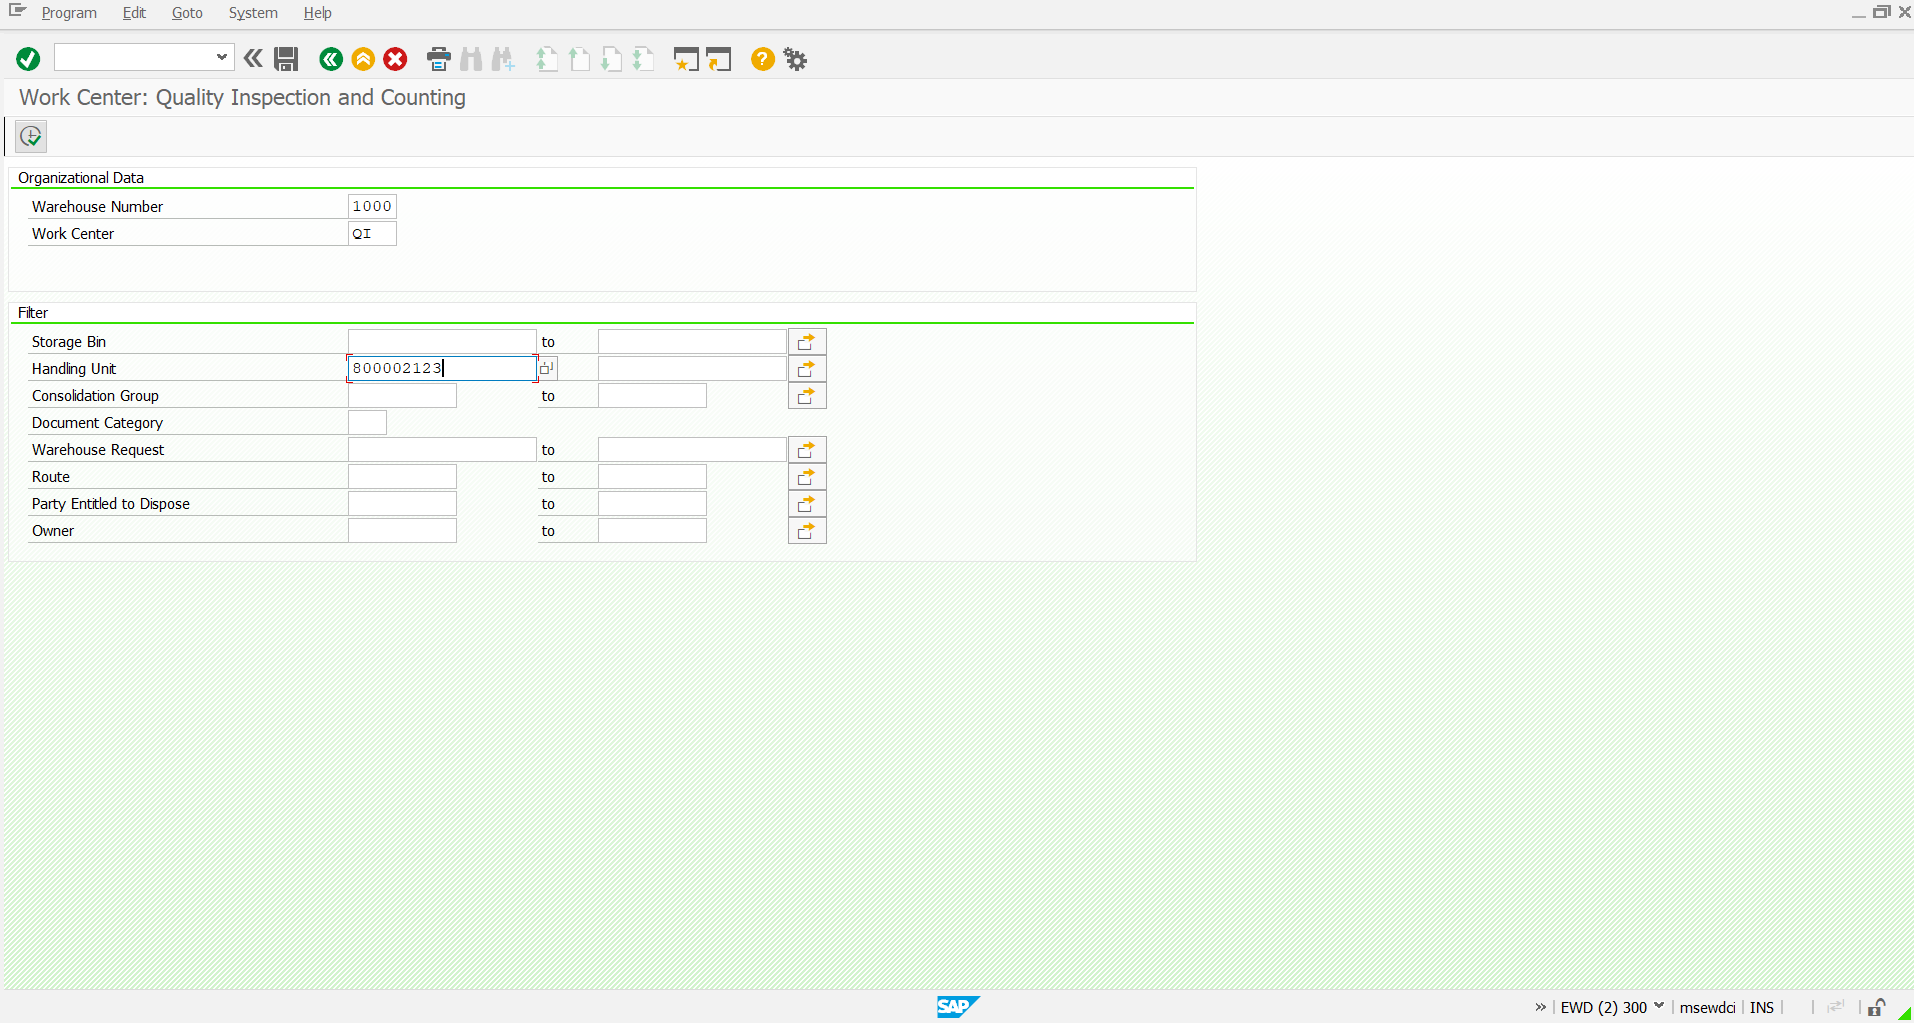 Program Edit Goto System Help
Work Center: Quality Inspection and Counting
Organizational Data
Warehouse Number 1000
Work Center QI
Filter
Storage Bin to
Handling Unit 800002123
Consolidation Group to
Document Category
Warehouse Request to
Route to
Party Entitled to Dispose to
Owner to
SAP EWD (2) 300 msewdci INS